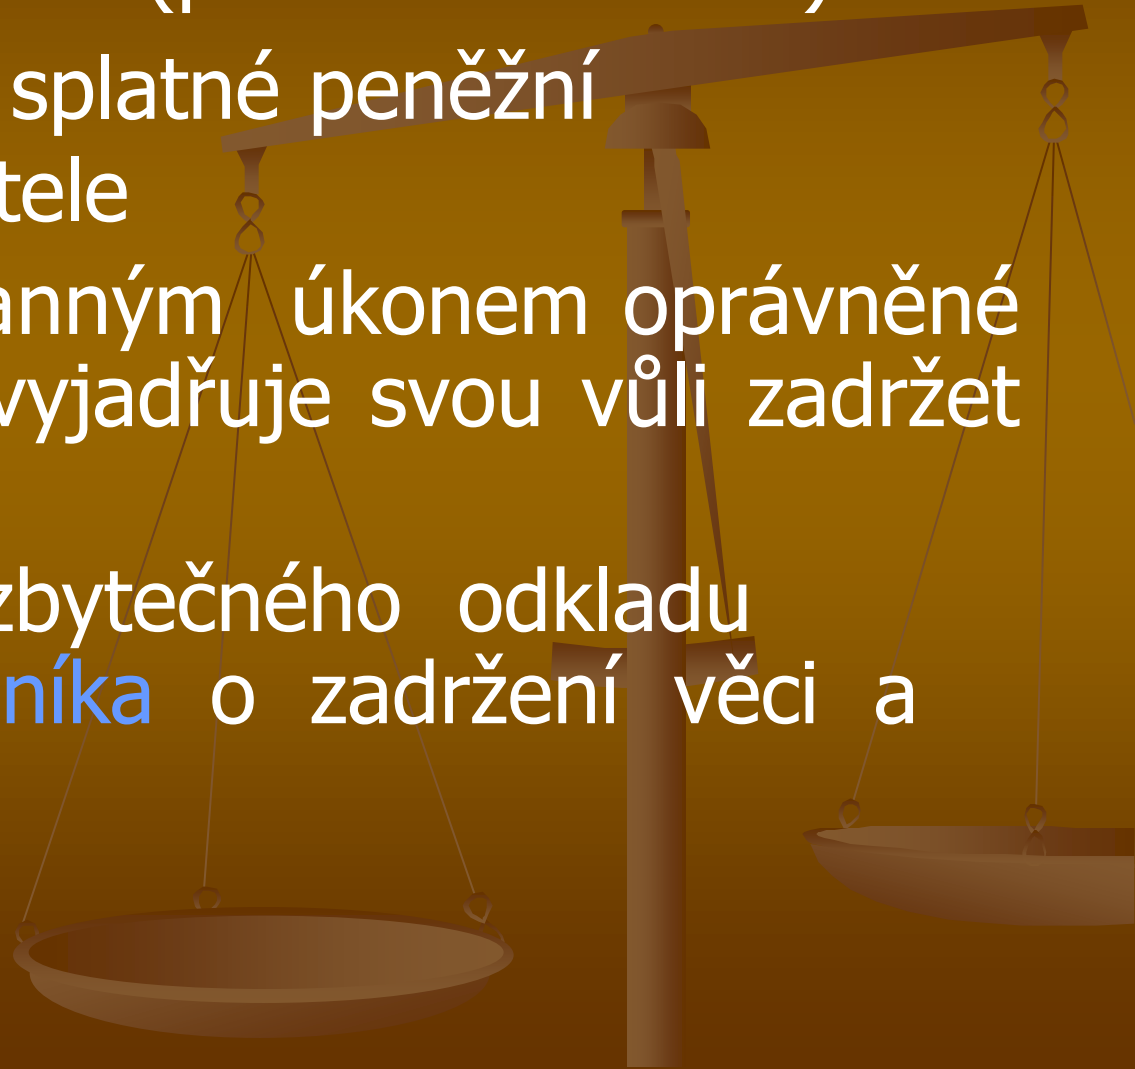 splatné peněžní
tele
anným úkonem oprávněné
vyjadřuje svou vůli zadržet
zbytečného odkladu
níka o zadržení věci a